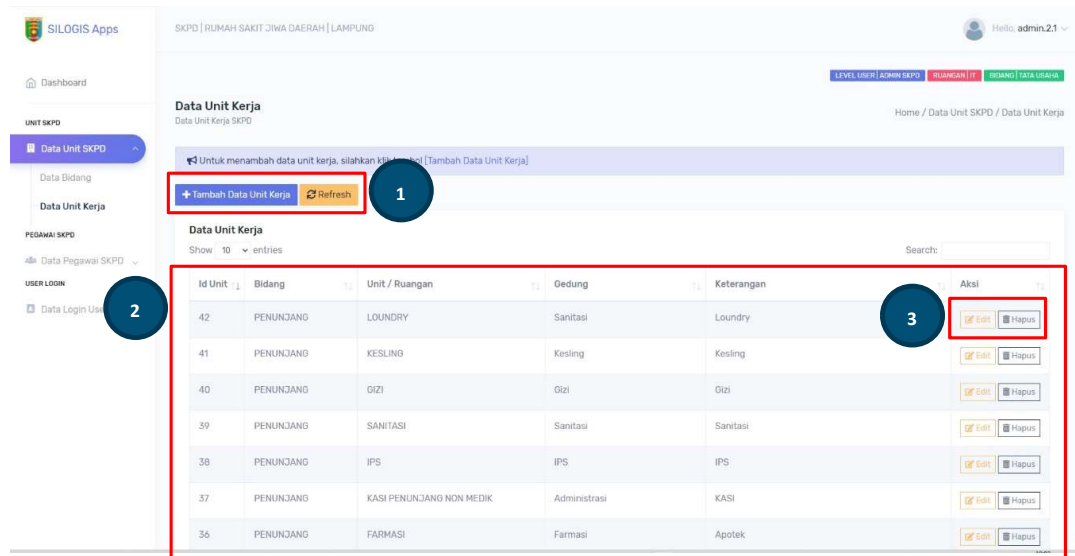 SILOGIS Apps
SKPD | RUMAH SAKIT JIWA DAERAH | LAMPUNG
Hello, admin.2.1
Dashboard
LEVEL USER | ADMIN SKPD RUANGAN | IT BIDANG | TATA USAHA
Data Unit Kerja
Data Unit Kerja SKPD
Home / Data Unit SKPD / Data Unit Kerja
UNIT SKPD
Data Unit SKPD
Data Bidang
Data Unit Kerja
PEGAWAI SKPD
Data Pegawai SKPD
USER LOGIN
Data Login
Untuk menambah data unit kerja, silahkan klik [Tambah Data Unit Kerja]
+ Tambah Data Unit Kerja Refresh
1
Data Unit Kerja
Show 10 entries
Search:
2
Id Unit Bidang Unit / Ruangan Gedung Keterangan Aksi
42 PENUNJANG LOUNDRY Sanitasi Loundry Edit Hapus
3
41 PENUNJANG KESLING Kesling Kesling Edit Hapus
40 PENUNJANG GIZI Gizi Gizi Edit Hapus
39 PENUNJANG SANITASI Sanitasi Sanitasi Edit Hapus
38 PENUNJANG IPS IPS IPS Edit Hapus
37 PENUNJANG KASI PENUNJANG NON MEDIK Administrasi KASI Edit Hapus
36 PENUNJANG FARMASI Farmasi Apotek Edit Hapus